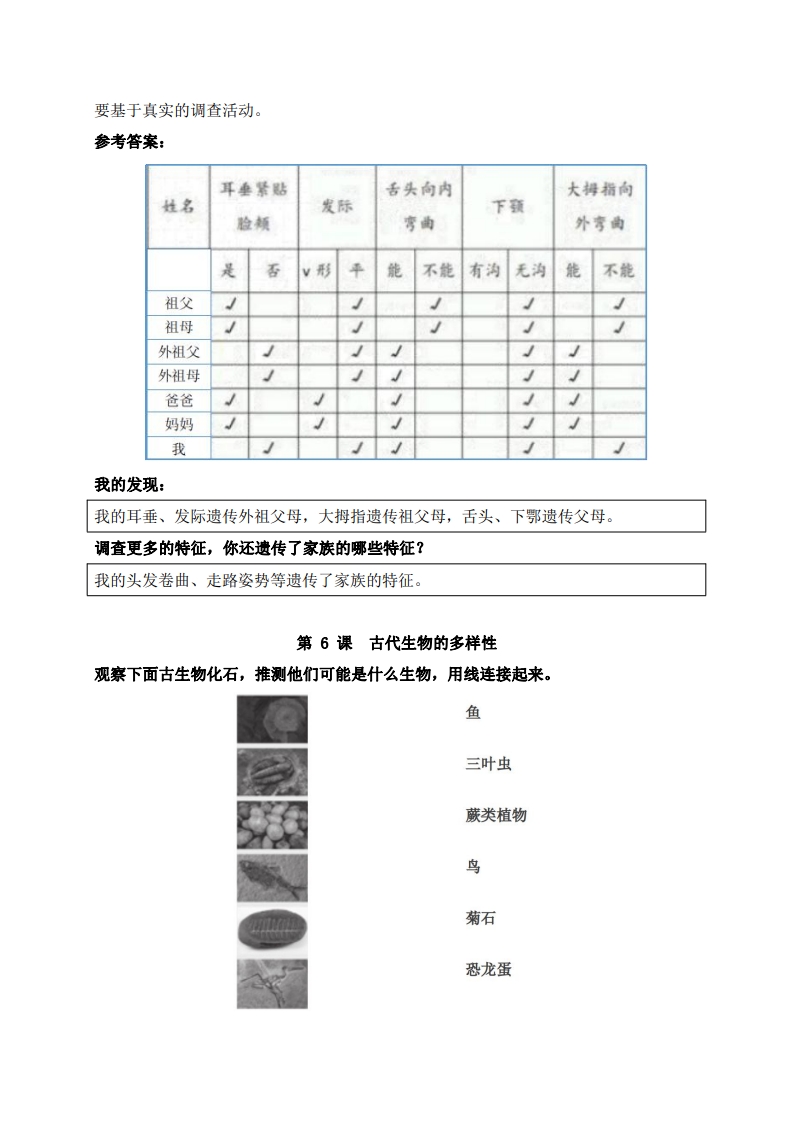 要基于真实的调查活动。
参考答案：
姓名 耳垂紧贴脸颊 发际 舌头向内弯曲 下颚 大拇指向外弯曲
是 否 v形 平 能 不能 有沟 无沟 能 不能
祖父 ✓ ✓ ✓ ✓ ✓
祖母 ✓ ✓ ✓ ✓ ✓
外祖父 ✓ ✓ ✓ ✓ ✓
外祖母 ✓ ✓ ✓ ✓ ✓
爸爸 ✓ ✓ ✓ ✓ ✓
妈妈 ✓ ✓ ✓ ✓ ✓
我 ✓ ✓ ✓ ✓ ✓
我的发现：
我的耳垂、发际遗传外祖父母，大拇指遗传祖父母，舌头、下鄂遗传父母。
调查更多的特征，你还遗传了家族的哪些特征？
我的头发卷曲、走路姿势等遗传了家族的特征。
第 6 课 古代生物的多样性
观察下面古生物化石，推测他们可能是什么生物，用线连接起来。
鱼
三叶虫
蕨类植物
鸟
菊石
恐龙蛋